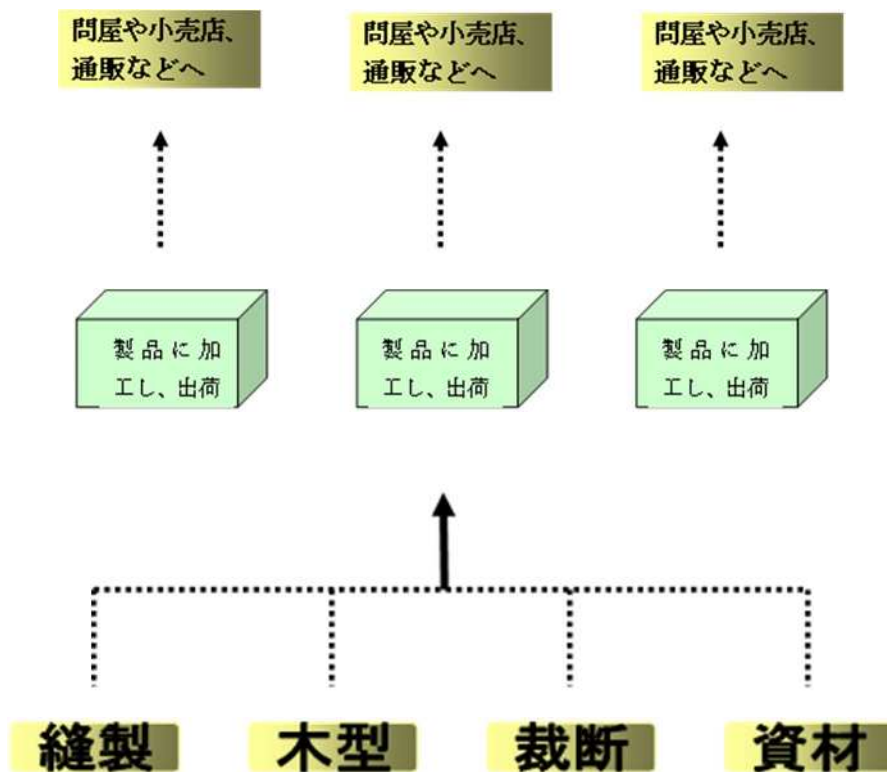 問屋や小売店、
通販などへ
問屋や小売店、
通販などへ
問屋や小売店、
通販などへ
製品に加
工し、出荷
製品に加
工し、出荷
製品に加
工し、出荷
縫製
木型
裁断
資材